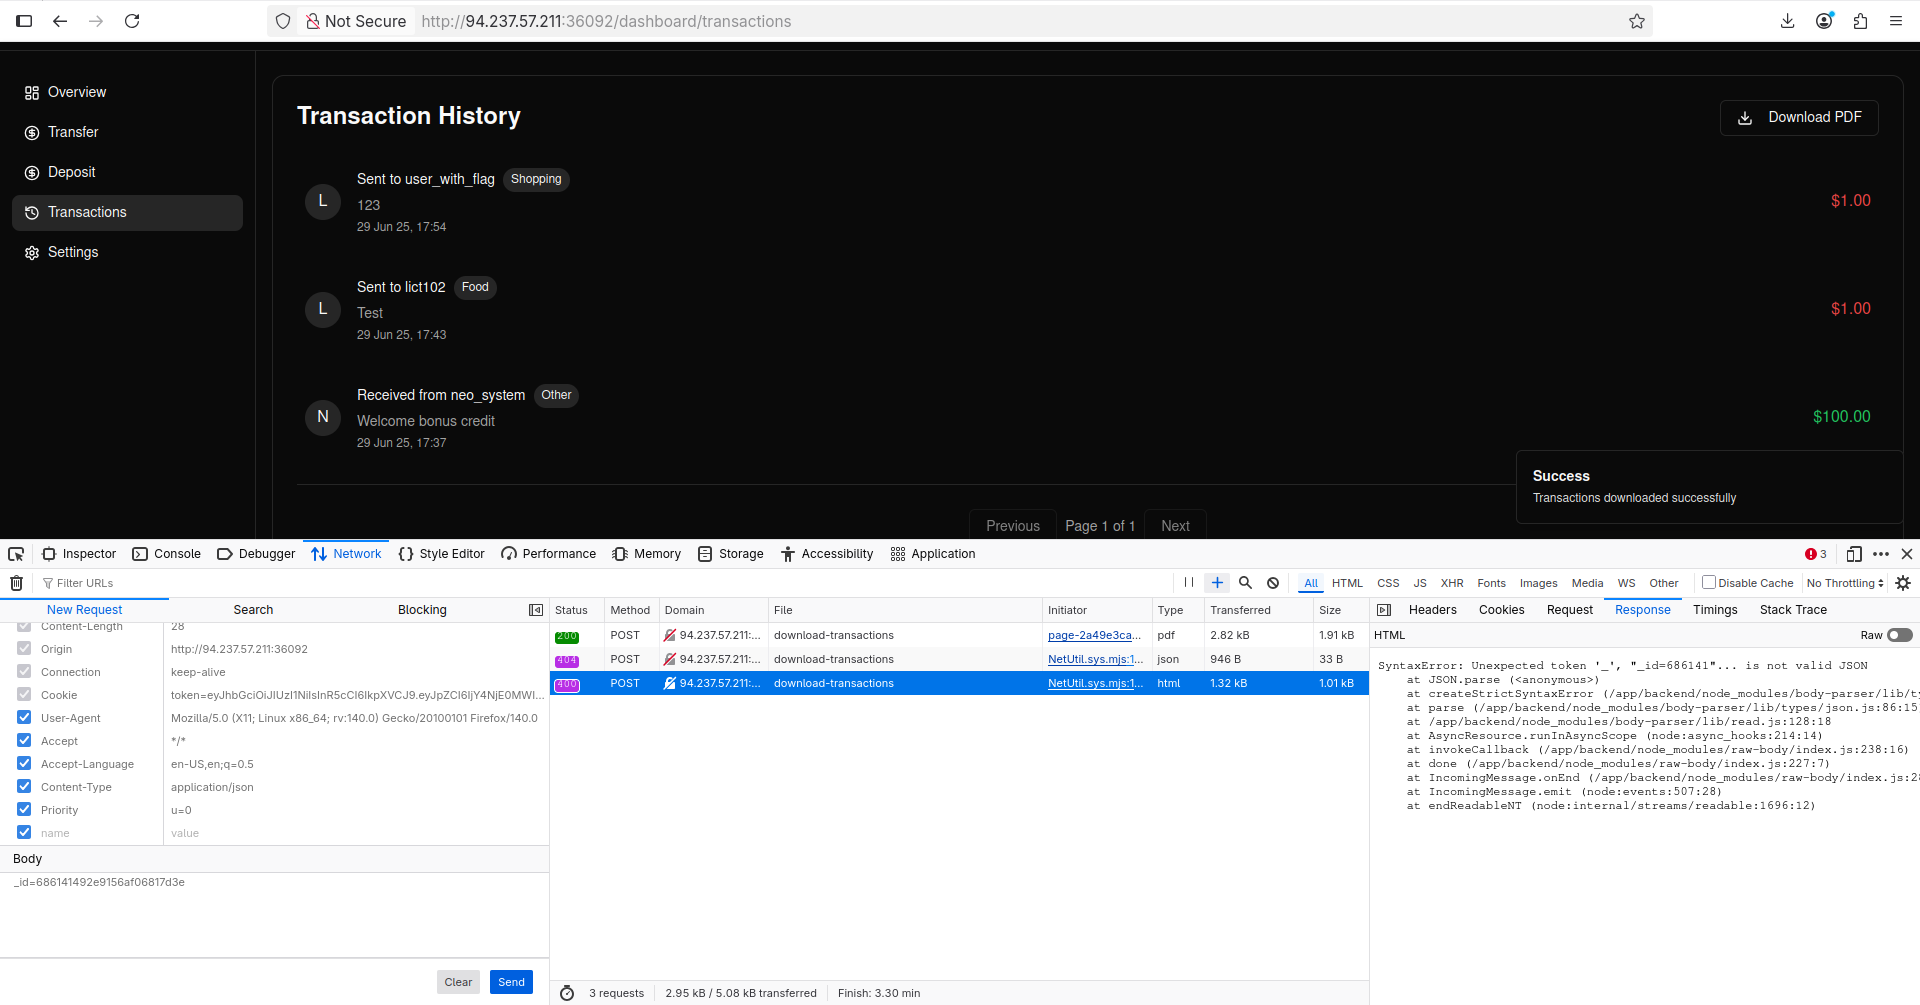 Not Secure http://94.237.57.211:36092/dashboard/transactions
Overview
Transfer
Deposit
Transactions
Settings
Transaction History
Download PDF
L
Sent to user_with_flag Shopping
123
29 Jun 25, 17:54
$1.00
L
Sent to lict102 Food
Test
29 Jun 25, 17:43
$1.00
N
Received from neo_system Other
Welcome bonus credit
29 Jun 25, 17:37
$100.00
Success
Transactions downloaded successfully
Previous Page 1 of 1 Next
Inspector Console Debugger Network Style Editor Performance Memory Storage Accessibility Application 3
Filter URLs All HTML CSS JS XHR Fonts Images Media WS Other Disable Cache No Throttling
New Request Search Blocking
Content-Length 28
Origin http://94.237.57.211:36092
Connection keep-alive
Cookie
User-Agent Mozilla/5.0 (X11; Linux x86_64; rv:140.0) Gecko/20100101 Firefox/140.0
Accept */*
Accept-Language en-US,en;q=0.5
Content-Type application/json
Priority u=0
name value
Body
_id=686141492e9156af06817d3e
Clear Send
Status Method Domain File Initiator Type Transferred Size
200 POST 94.237.57.211:... download-transactions page-2a49e3ca... pdf 2.82 kB 1.91 kB
404 POST 94.237.57.211:... download-transactions NetUtil.sys.mjs:1... json 946 B 33 B
400 POST 94.237.57.211:... download-transactions NetUtil.sys.mjs:1... html 1.32 kB 1.01 kB
3 requests 2.95 kB / 5.08 kB transferred Finish: 3.30 min
Headers Cookies Request Response Timings Stack Trace
HTML Raw
SyntaxError: Unexpected token '_', "_id=686141"... is not valid JSON
at JSON.parse (<anonymous>)
at createStrictSyntaxError (/app/backend/node_modules/body-parser/lib/ty
at parse (/app/backend/node_modules/body-parser/lib/types/json.js:86:15
at /app/backend/node_modules/body-parser/lib/read.js:128:18
at AsyncResource.runInAsyncScope (node:async_hooks:214:14)
at invokeCallback (/app/backend/node_modules/raw-body/index.js:238:16)
at done (/app/backend/node_modules/raw-body/index.js:227:7)
at IncomingMessage.onEnd (/app/backend/node_modules/raw-body/index.js:28
at IncomingMessage.emit (node:events:507:28)
at endReadableNT (node:internal/streams/readable:1696:12)